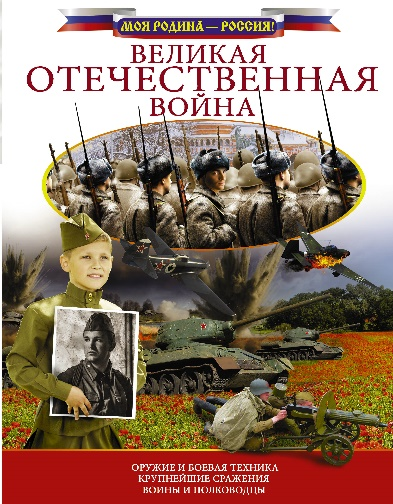 МОЯ РОДИНА — РОССИЯ!
ВЕЛИКАЯ
ОТЕЧЕСТВЕННАЯ
ВОЙНА
ОРУЖИЕ И БОЕВАЯ ТЕХНИКА
КРУПНЕЙШИЕ СРАЖЕНИЯ
ВОИНЫ И ПОЛКОВОДЦЫ